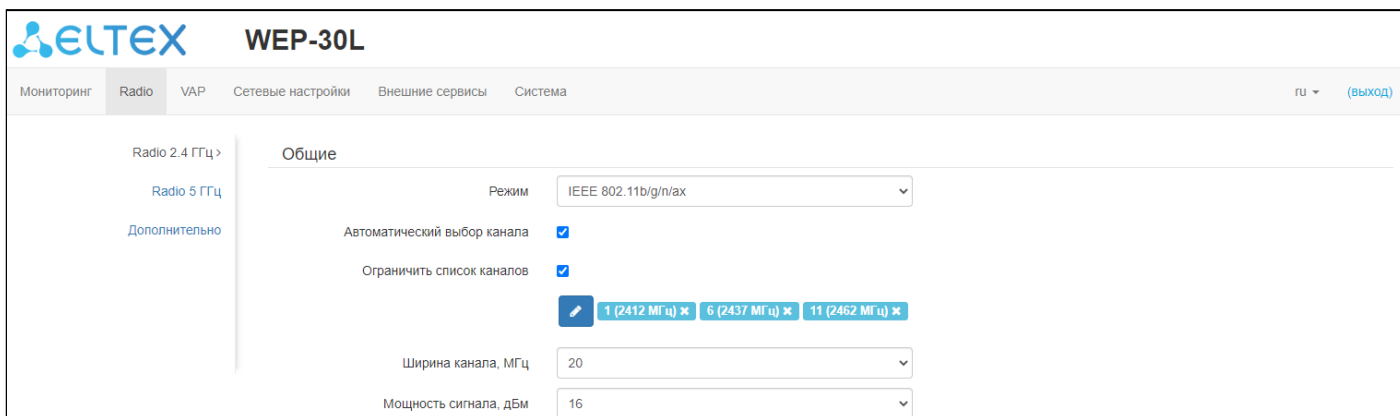 ELTEX WEP-30L
Мониторинг Radio VAP Сетевые настройки Внешние сервисы Система ru (выход)
Radio 2.4 ГГц >
Radio 5 ГГц
Дополнительно
Общие
Режим IEEE 802.11b/g/n/ax
Автоматический выбор канала
Ограничить список каналов
1 (2412 МГц) × 6 (2437 МГц) × 11 (2462 МГц) ×
Ширина канала, МГц 20
Мощность сигнала, дБм 16